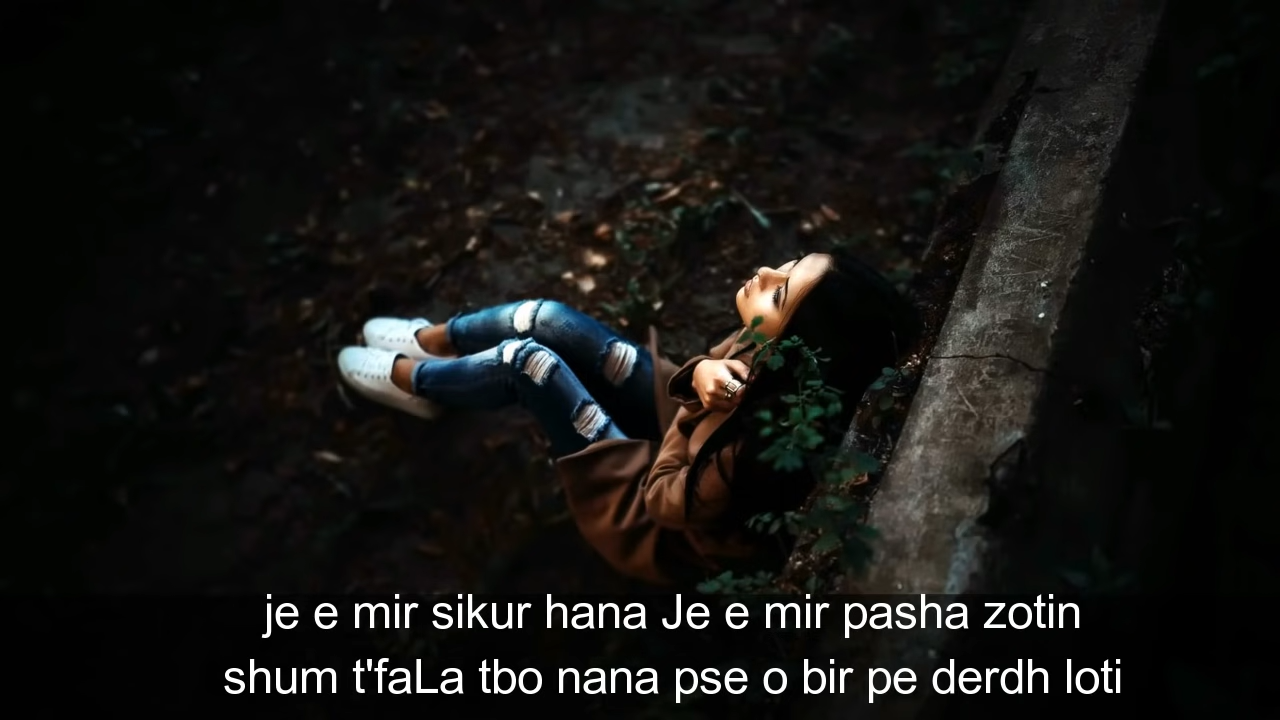 je e mir sikur hana Je e mir pasha zotin
shum t'faLa tbo nana pse o bir pe derdh loti